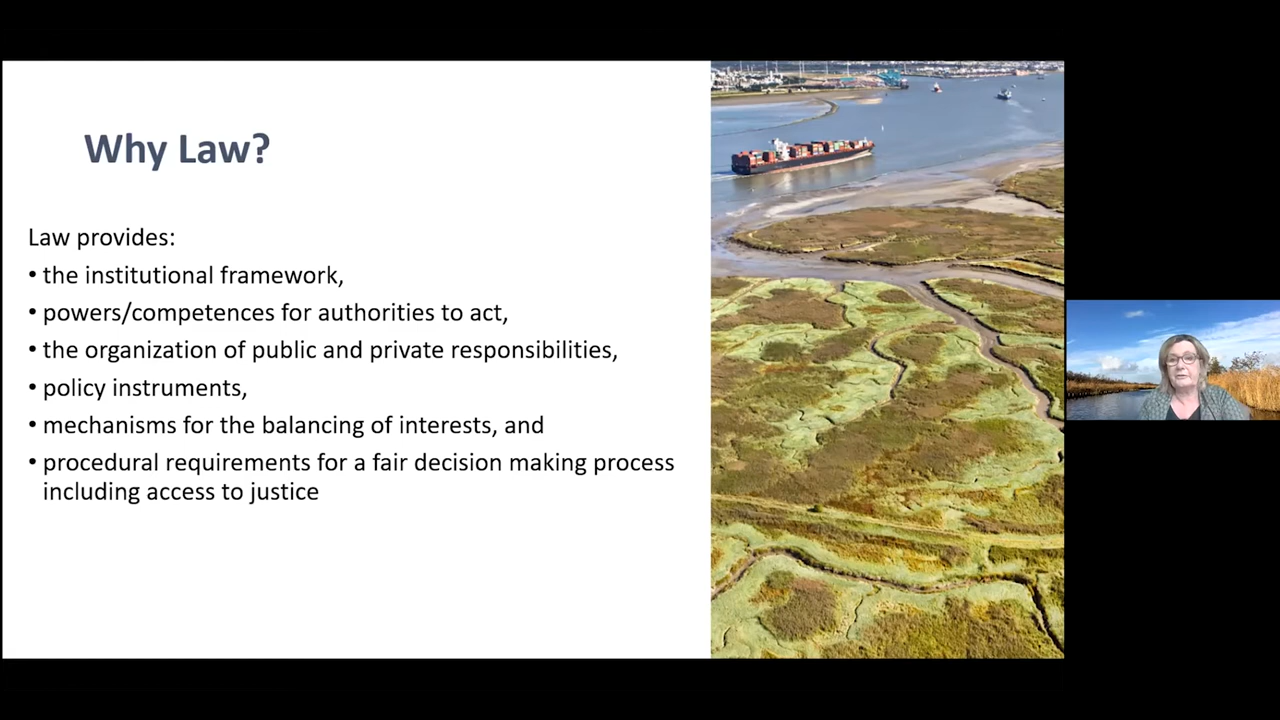 Why Law?
Law provides:
• the institutional framework,
• powers/competences for authorities to act,
• the organization of public and private responsibilities,
• policy instruments,
• mechanisms for the balancing of interests, and
• procedural requirements for a fair decision making process
including access to justice